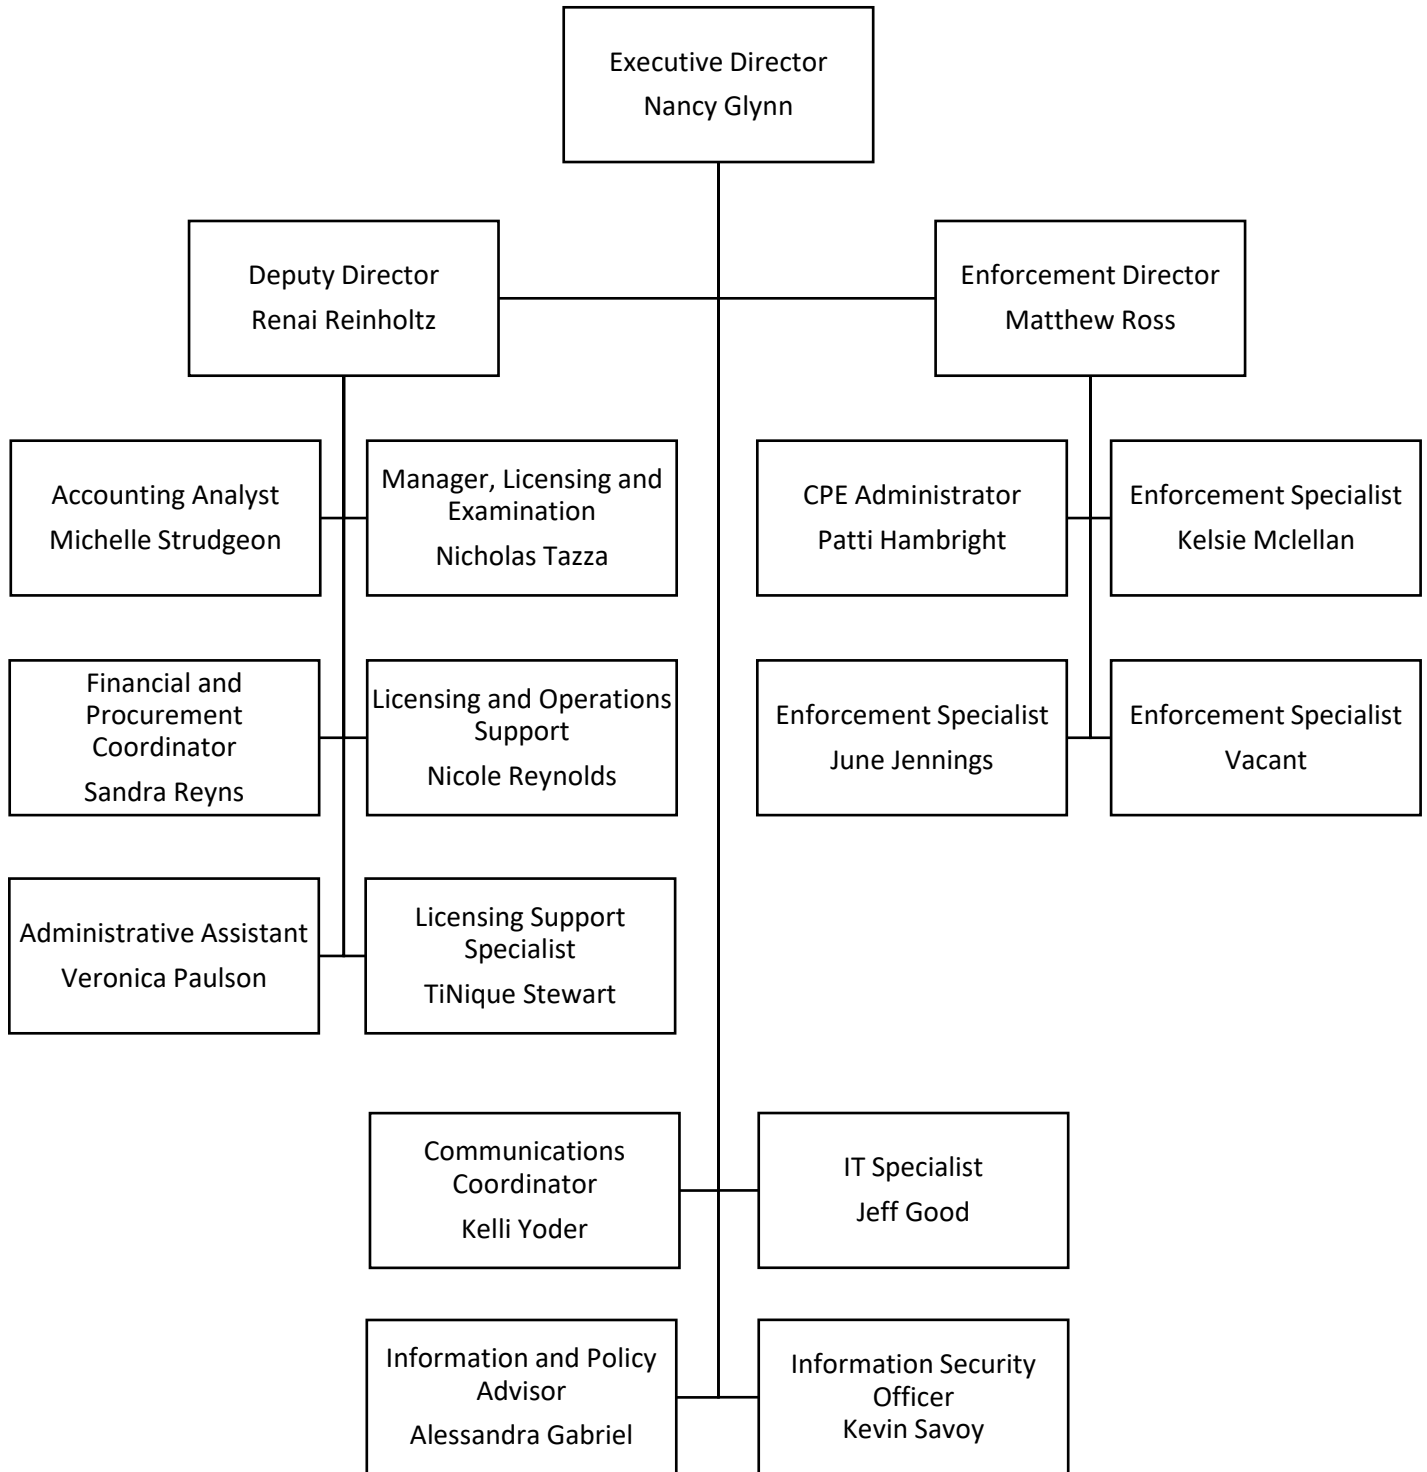 Executive Director
Nancy Glynn
Deputy Director
Renai Reinholtz
Enforcement Director
Matthew Ross
Accounting Analyst
Michelle Strudgeon
Manager, Licensing and
Examination
Nicholas Tazza
CPE Administrator
Patti Hambright
Enforcement Specialist
Kelsie Mclellan
Financial and
Procurement
Coordinator
Sandra Reyns
Licensing and Operations
Support
Nicole Reynolds
Enforcement Specialist
June Jennings
Enforcement Specialist
Vacant
Administrative Assistant
Veronica Paulson
Licensing Support
Specialist
TiNique Stewart
Communications
Coordinator
Kelli Yoder
IT Specialist
Jeff Good
Information and Policy
Advisor
Alessandra Gabriel
Information Security
Officer
Kevin Savoy